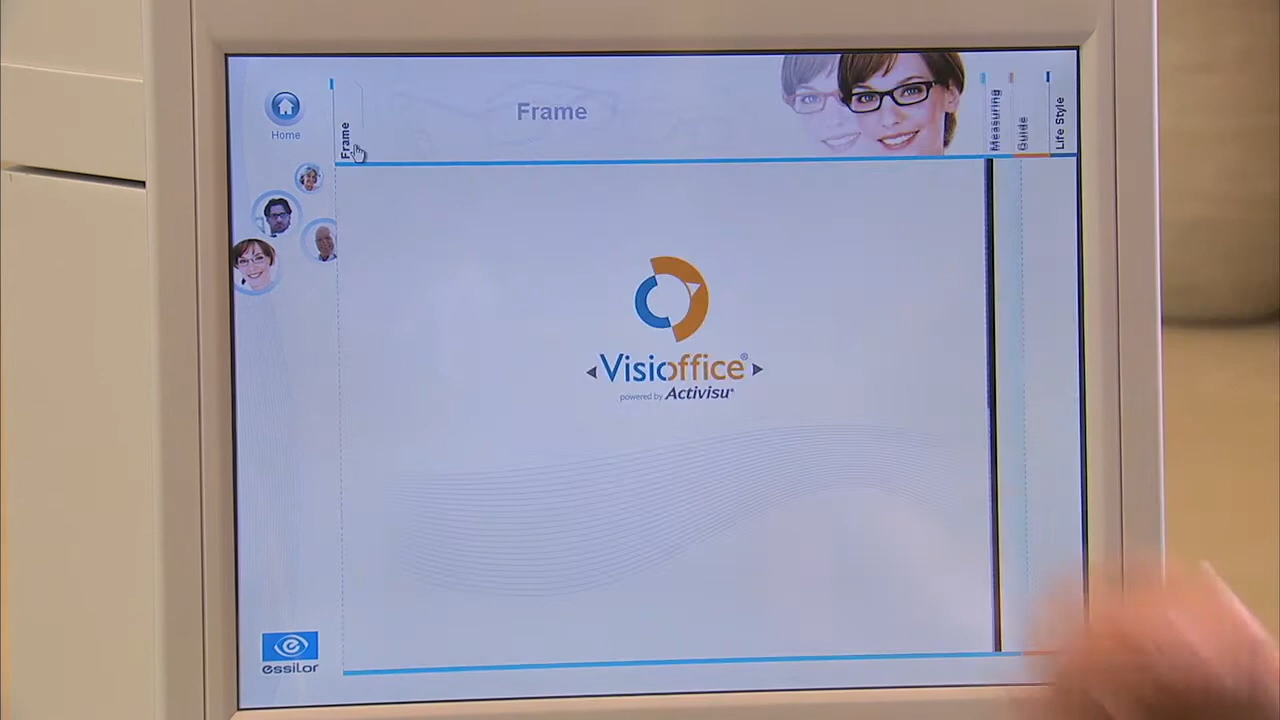 Home
Frame
Frame
Measuring
Guide
Life Style
Visioffice®
powered by Activisu®
essilor